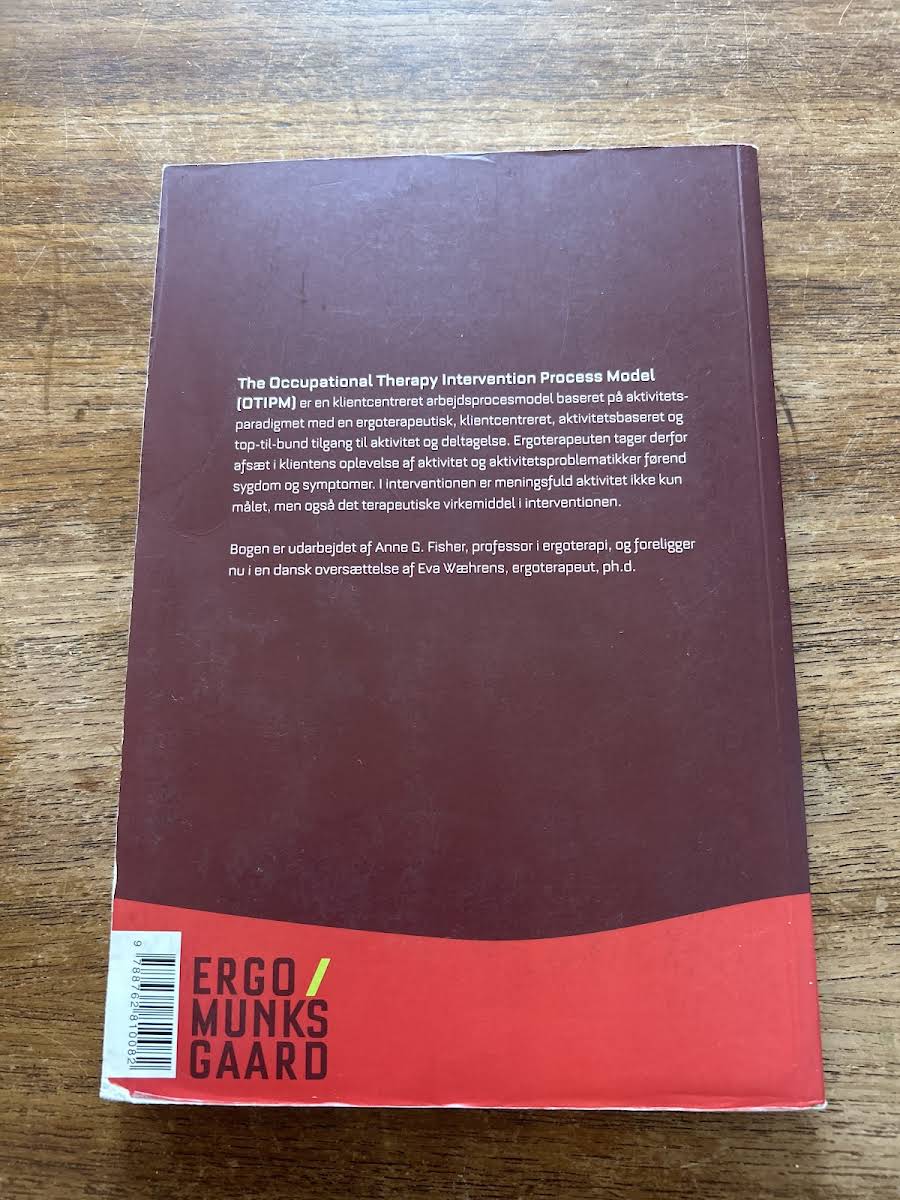 The Occupational Therapy Intervention Process Model
(OTIPM) er en klientcentreret arbejdsprocesmodel baseret på aktivitets-
paradigmet med en ergoterapeutisk, klientcentreret, aktivitetsbaseret og
top-til-bund tilgang til aktivitet og deltagelse. Ergoterapeuten tager derfor
afsæt i klientens oplevelse af aktivitet og aktivitetsproblematikker førend
sygdom og symptomer. I interventionen er meningsfuld aktivitet ikke kun
målet, men også det terapeutiske virkemiddel i interventionen.
Bogen er udarbejdet af Anne G. Fisher, professor i ergoterapi, og foreligger
nu i en dansk oversættelse af Eva Wæhrens, ergoterapeut, ph.d.
9 788762 810082
ERGO/
MUNKS
GAARD